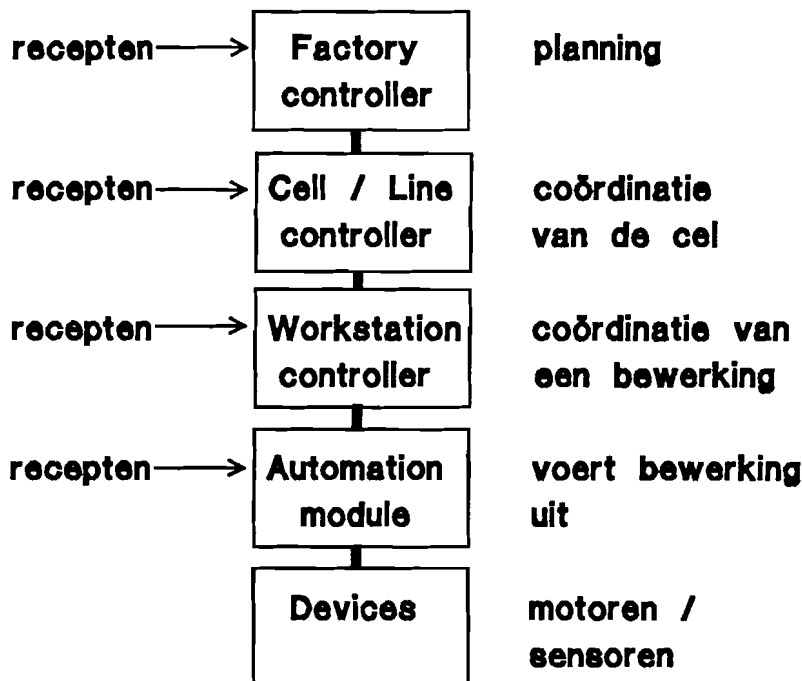 recepten Factory planning
controller
recepten Cell / Line coördinatie
controller van de cel
recepten Workstation coördinatie van
controller een bewerking
recepten Automation voert bewerking
module uit
Devices motoren /
sensoren